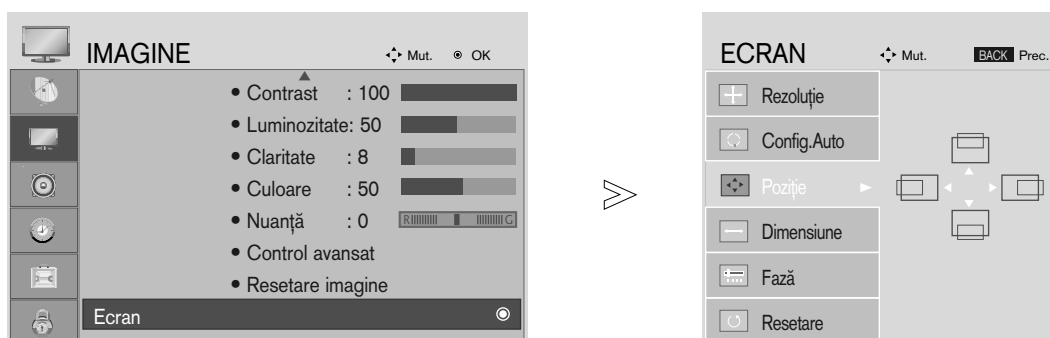 IMAGINE Mut. OK
• Contrast : 100
• Luminozitate: 50
• Claritate : 8
• Culoare : 50
• Nuanță : 0 R G
• Control avansat
• Resetare imagine
Ecran
ECRAN Mut. BACK Prec.
Rezoluție
Config.Auto
Poziție
Dimensiune
Fază
Resetare